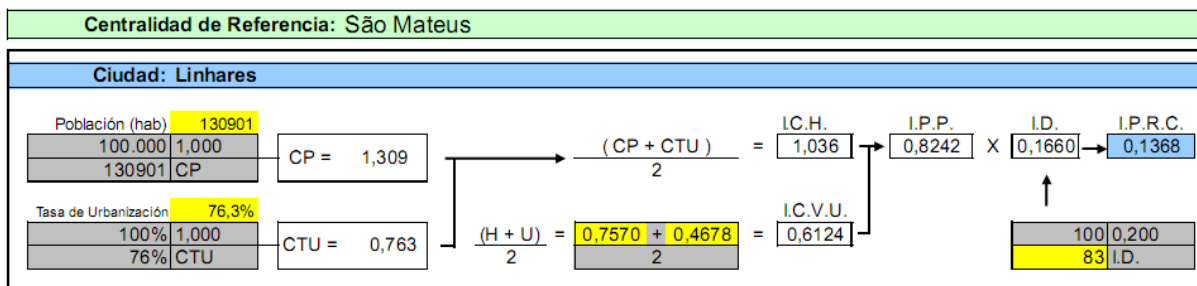 Centralidad de Referencia: São Mateus
Ciudad: Linhares
Población (hab) 130901 I.C.H. I.P.P. I.D. I.P.R.C.
100.000 1,000 CP = 1,309 ( CP + CTU ) = 1,036 0,8242 X 0,1660 0,1368
130901 CP 2
Tasa de Urbanización 76,3% I.C.V.U.
100% 1,000 CTU = 0,763 (H + U) = 0,7570 + 0,4678 = 0,6124 100 0,200
76% CTU 2 2 83 I.D.